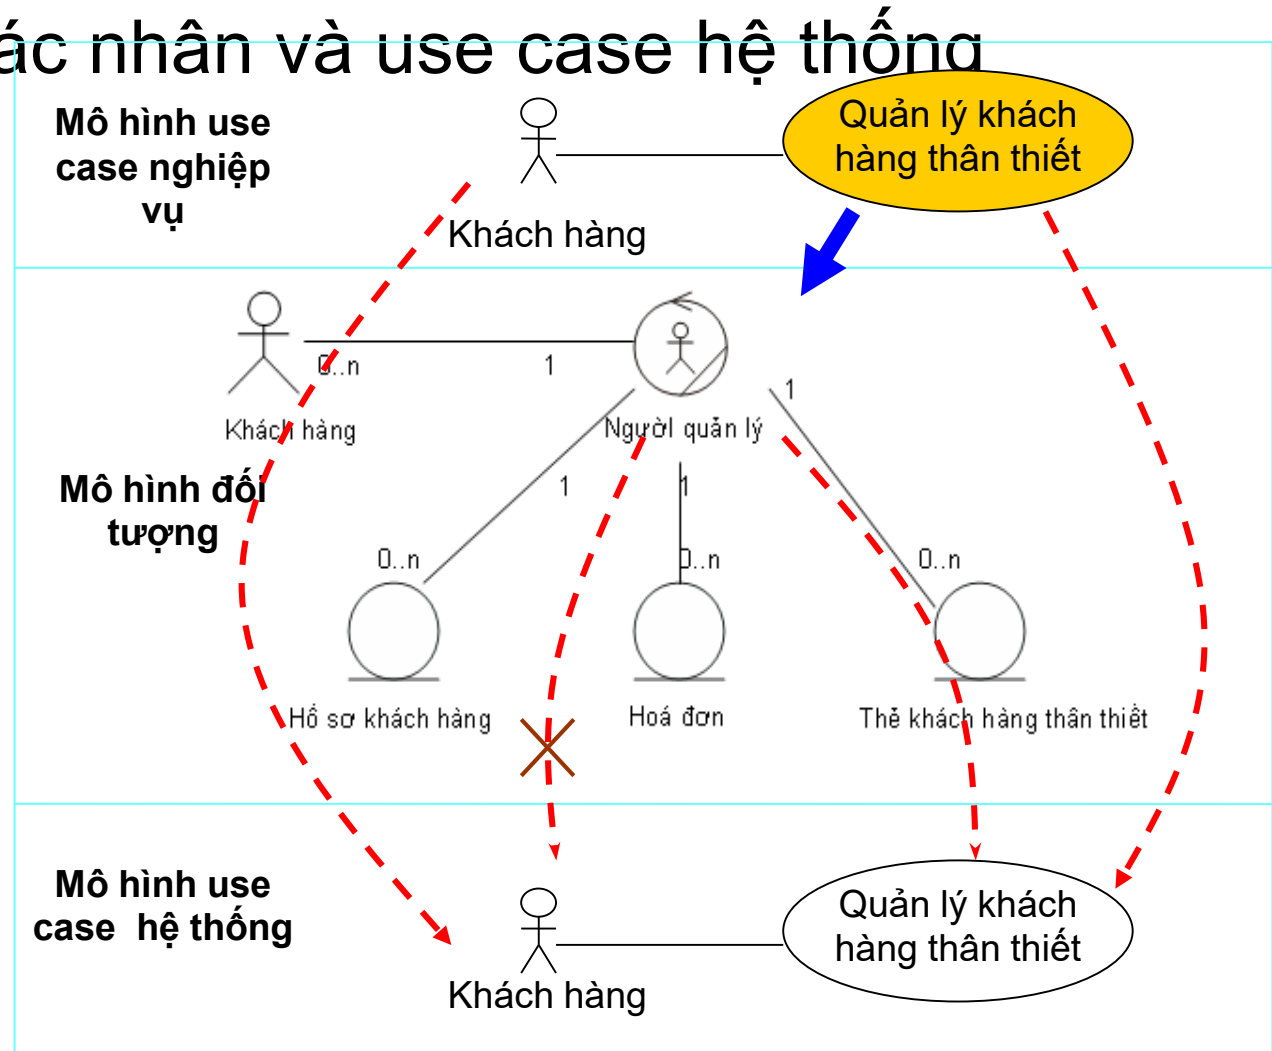 ác nhân và use case hệ thống
Mô hình use
case nghiệp
vụ
Khách hàng
Quản lý khách
hàng thân thiết
0..n
1
Khách hàng
Người quản lý
1
Mô hình đối
tượng
1
1
0..n
0..n
0..n
Hồ sơ khách hàng
Hoá đơn
Thẻ khách hàng thân thiết
Mô hình use
case hệ thống
Khách hàng
Quản lý khách
hàng thân thiết